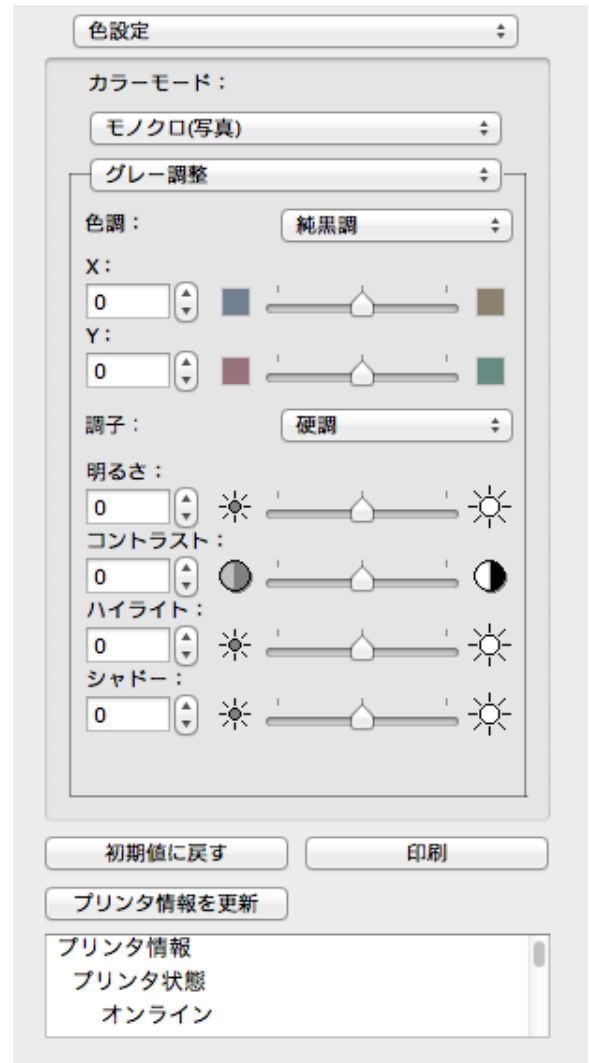 色設定
カラーモード：
モノクロ(写真)
グレー調整
色調： 純黒調
X：
0
Y：
0
調子： 硬調
明るさ：
0
コントラスト：
0
ハイライト：
0
シャドー：
0
初期値に戻す 印刷
プリンタ情報を更新
プリンタ情報
プリンタ状態
オンライン